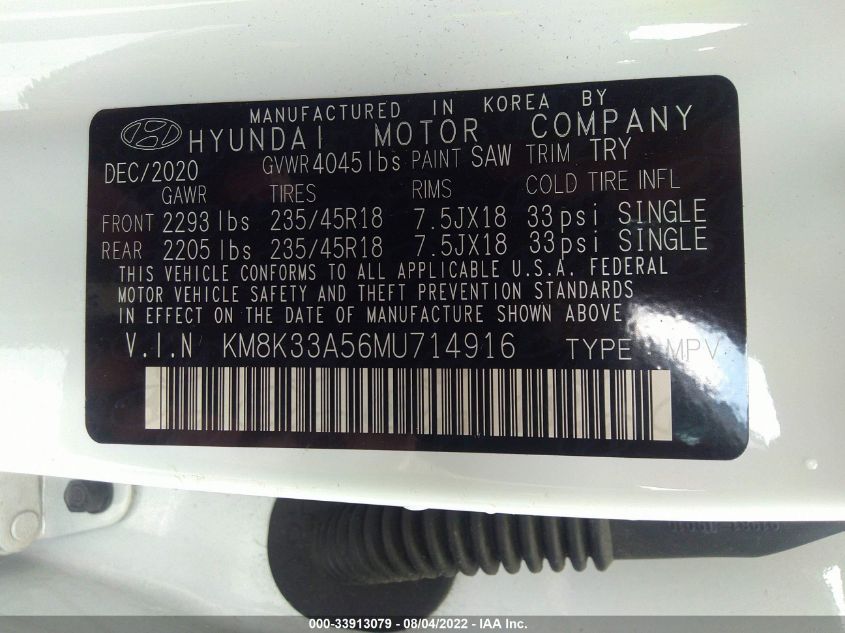 MANUFACTURED IN KOREA BY
HYUNDAI MOTOR COMPANY
DEC/2020 GVWR 4045 lbs PAINT SAW TRIM TRY
GAWR TIRES RIMS COLD TIRE INFL
FRONT 2293 lbs 235/45R18 7.5JX18 33 psi SINGLE
REAR 2205 lbs 235/45R18 7.5JX18 33 psi SINGLE
THIS VEHICLE CONFORMS TO ALL APPLICABLE U.S.A. FEDERAL
MOTOR VEHICLE SAFETY AND THEFT PREVENTION STANDARDS
IN EFFECT ON THE DATE OF MANUFACTURE SHOWN ABOVE.
V.I.N KM8K33A56MU714916 TYPE : MPV
000-33913079 - 08/04/2022 - IAA Inc.